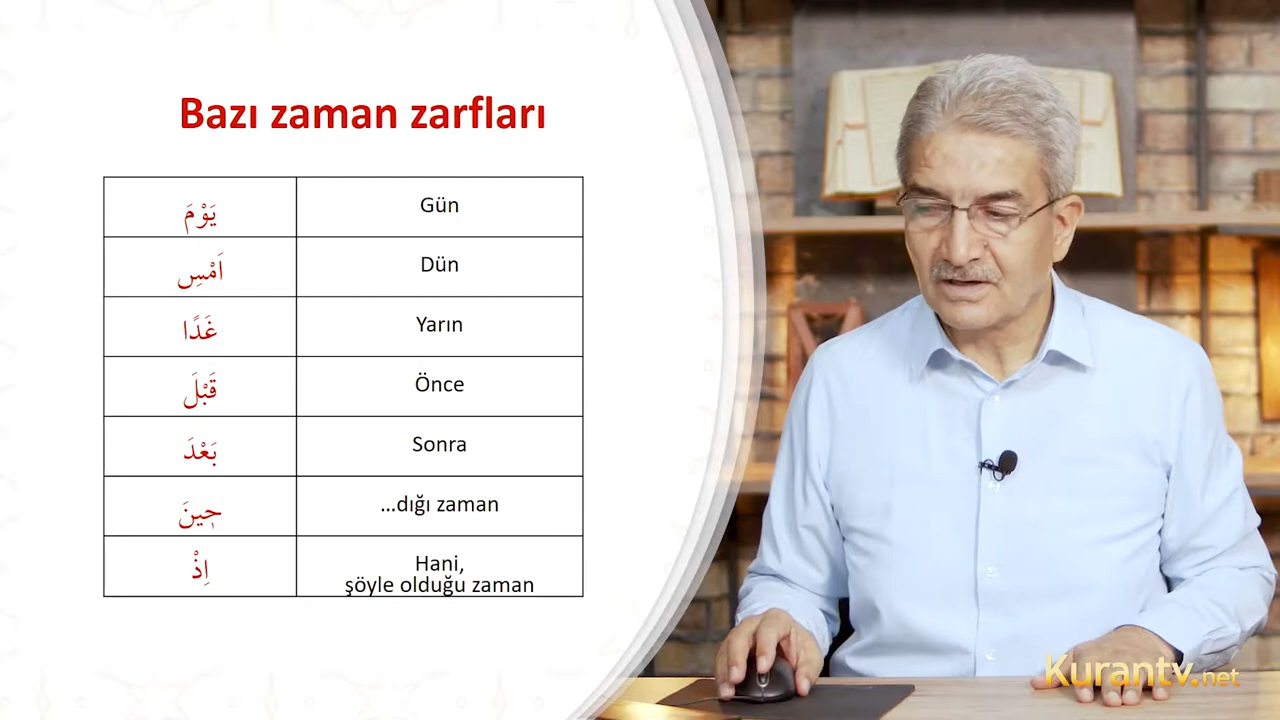 Bazı zaman zarfları
يَوْمَ Gün
اَمْسِ Dün
غَدًا Yarın
قَبْلَ Önce
بَعْدَ Sonra
ح۪ينَ ...dığı zaman
اِذْ Hani,
şöyle olduğu zaman
Kurantv.net